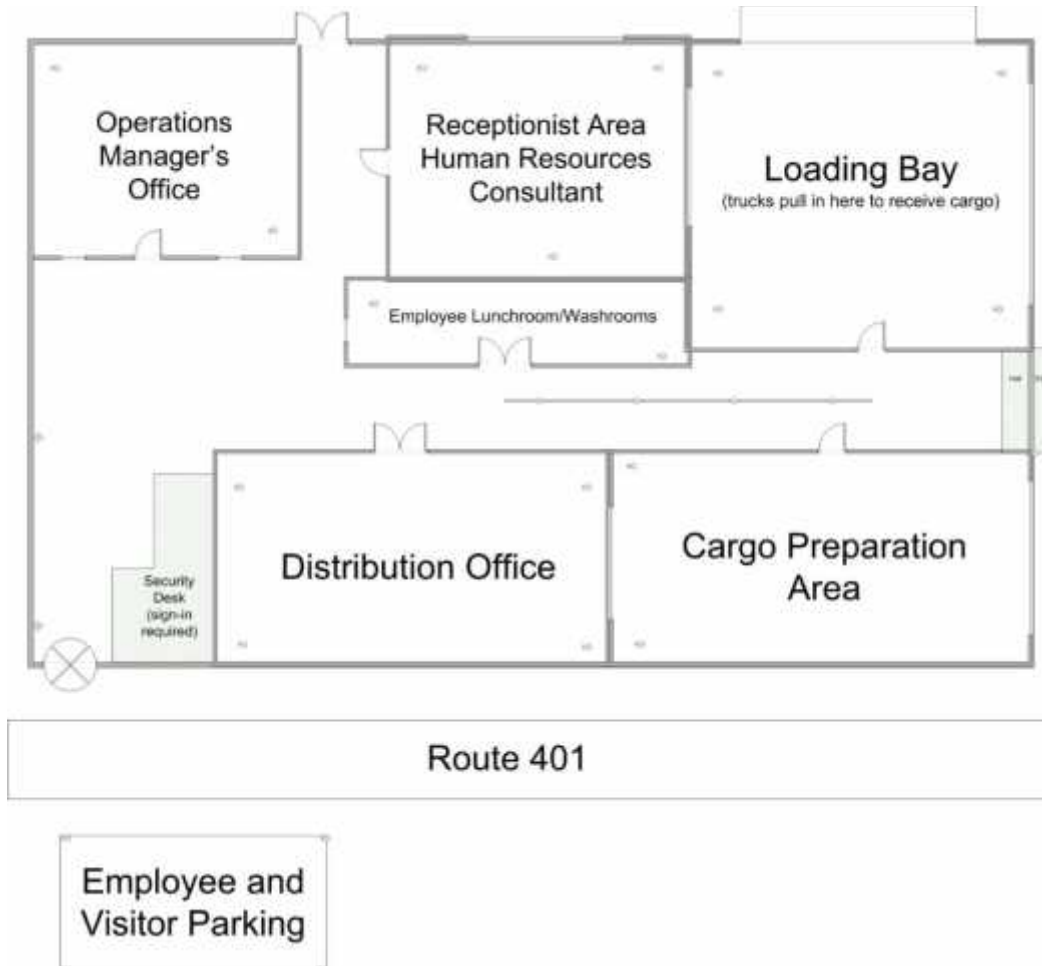 Operations
Manager's
Office
Receptionist Area
Human Resources
Consultant
Loading Bay
(trucks pull in here to receive cargo)
Employee Lunchroom/Washrooms
Distribution Office
Cargo Preparation
Area
Security
Desk
(sign-in
required)
Route 401
Employee and
Visitor Parking